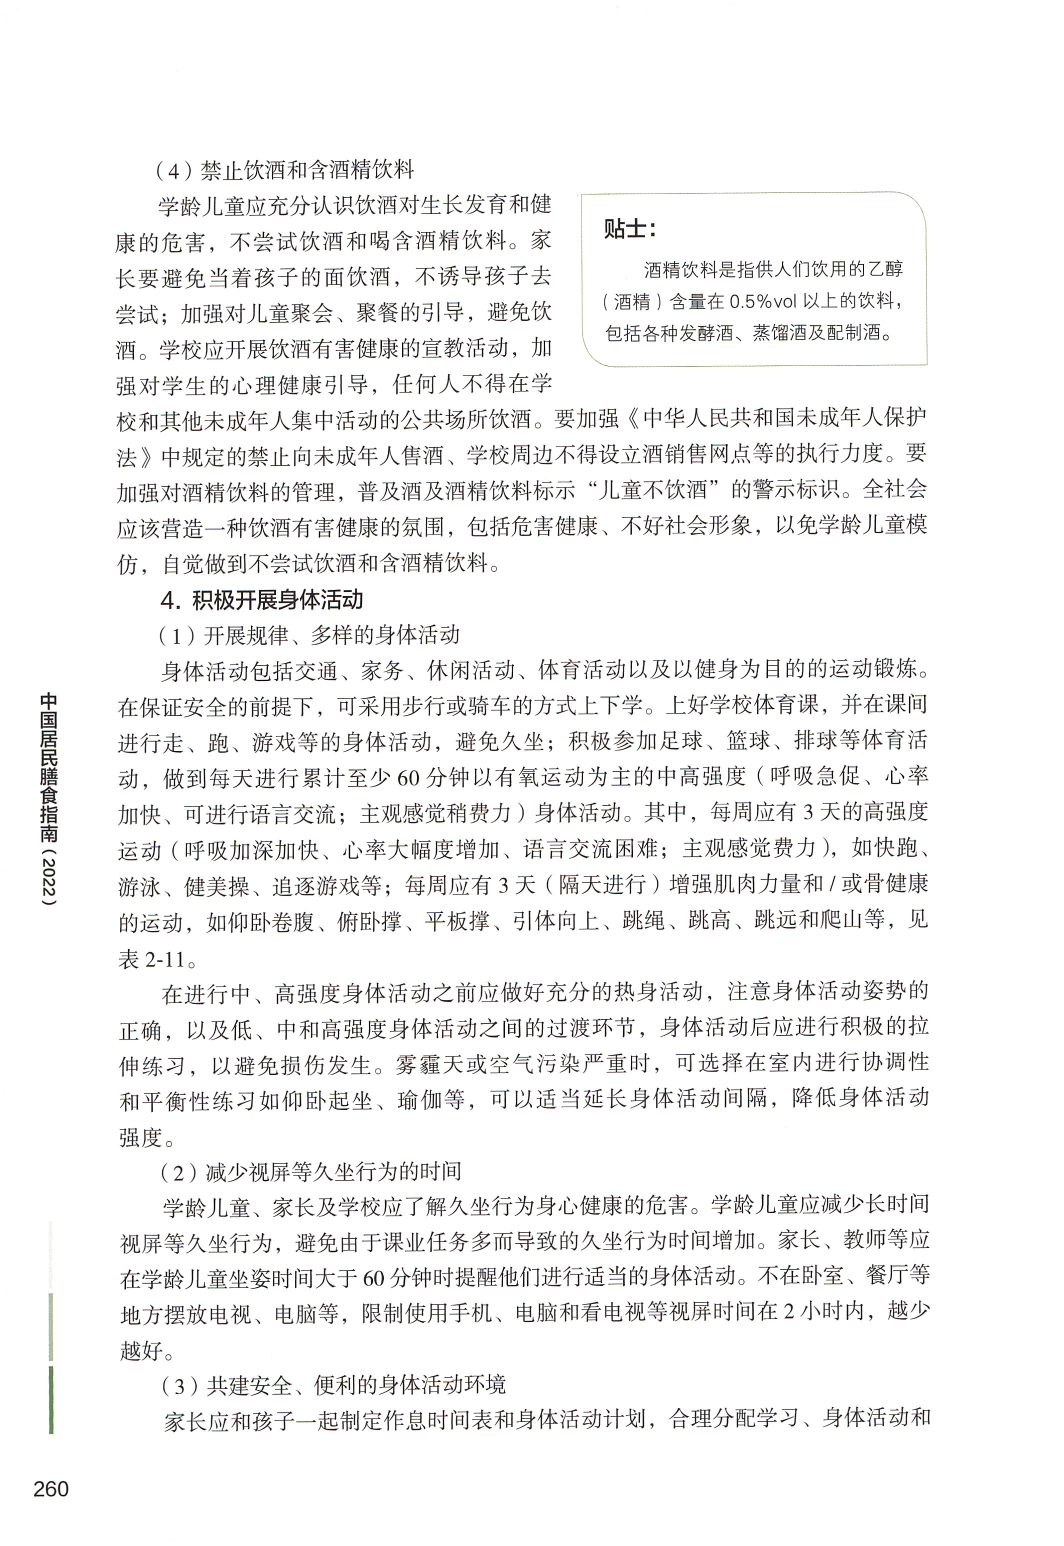 （4）禁止饮酒和含酒精饮料
学龄儿童应充分认识饮酒对生长发育和健
康的危害，不尝试饮酒和喝含酒精饮料。家
长要避免当着孩子的面饮酒，不诱导孩子去
尝试；加强对儿童聚会、聚餐的引导，避免饮
酒。学校应开展饮酒有害健康的宣教活动，加
强对学生的心理健康引导，任何人不得在学
校和其他未成年人集中活动的公共场所饮酒。要加强《中华人民共和国未成年人保护
法》中规定的禁止向未成年人售酒、学校周边不得设立酒销售网点等的执行力度。要
加强对酒精饮料的管理，普及酒及酒精饮料标示“儿童不饮酒”的警示标识。全社会
应该营造一种饮酒有害健康的氛围，包括危害健康、不好社会形象，以免学龄儿童模
仿，自觉做到不尝试饮酒和含酒精饮料。
贴士：
酒精饮料是指供人们饮用的乙醇
（酒精）含量在 0.5%vol 以上的饮料，
包括各种发酵酒、蒸馏酒及配制酒。
4. 积极开展身体活动
（1）开展规律、多样的身体活动
身体活动包括交通、家务、休闲活动、体育活动以及以健身为目的的运动锻炼。
在保证安全的前提下，可采用步行或骑车的方式上下学。上好学校体育课，并在课间
进行走、跑、游戏等的身体活动，避免久坐；积极参加足球、篮球、排球等体育活
动，做到每天进行累计至少 60 分钟以有氧运动为主的中高强度（呼吸急促、心率
加快、可进行语言交流；主观感觉稍费力）身体活动。其中，每周应有 3 天的高强度
运动（呼吸加深加快、心率大幅度增加、语言交流困难；主观感觉费力），如快跑、
游泳、健美操、追逐游戏等；每周应有 3 天（隔天进行）增强肌肉力量和 / 或骨健康
的运动，如仰卧卷腹、俯卧撑、平板撑、引体向上、跳绳、跳高、跳远和爬山等，见
表 2-11。
在进行中、高强度身体活动之前应做好充分的热身活动，注意身体活动姿势的
正确，以及低、中和高强度身体活动之间的过渡环节，身体活动后应进行积极的拉
伸练习，以避免损伤发生。雾霾天或空气污染严重时，可选择在室内进行协调性
和平衡性练习如仰卧起坐、瑜伽等，可以适当延长身体活动间隔，降低身体活动
强度。
（2）减少视屏等久坐行为的时间
学龄儿童、家长及学校应了解久坐行为身心健康的危害。学龄儿童应减少长时间
视屏等久坐行为，避免由于课业任务多而导致的久坐行为时间增加。家长、教师等应
在学龄儿童坐姿时间大于 60 分钟时提醒他们进行适当的身体活动。不在卧室、餐厅等
地方摆放电视、电脑等，限制使用手机、电脑和看电视等视屏时间在 2 小时内，越少
越好。
（3）共建安全、便利的身体活动环境
家长应和孩子一起制定作息时间表和身体活动计划，合理分配学习、身体活动和
中国居民膳食指南（2022）
260